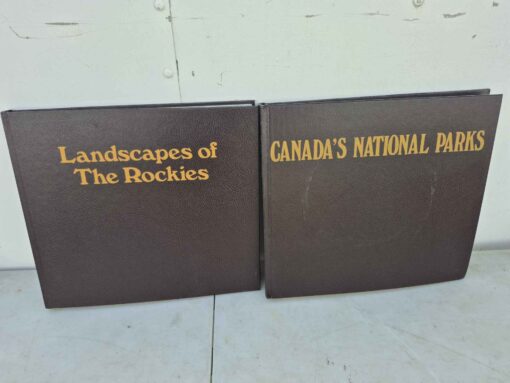 Landscapes of
The Rockies
CANADA'S NATIONAL PARKS